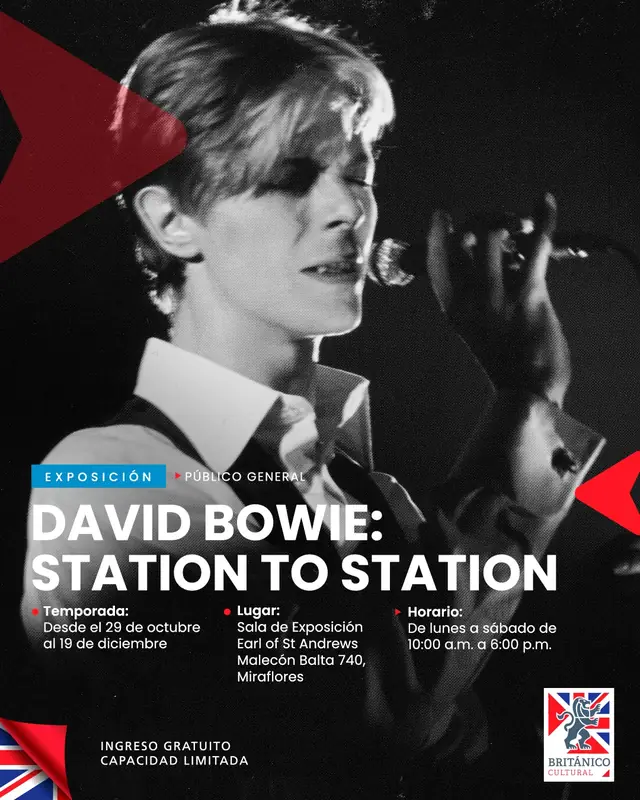 EXPOSICIÓN
PÚBLICO GENERAL
DAVID BOWIE:
STATION TO STATION
Temporada:
Desde el 29 de octubre
al 19 de diciembre
Lugar:
Sala de Exposición
Earl of St Andrews
Malecón Balta 740,
Miraflores
Horario:
De lunes a sábado de
10:00 a.m. a 6:00 p.m.
INGRESO GRATUITO
CAPACIDAD LIMITADA
BRITÁNICO
CULTURAL